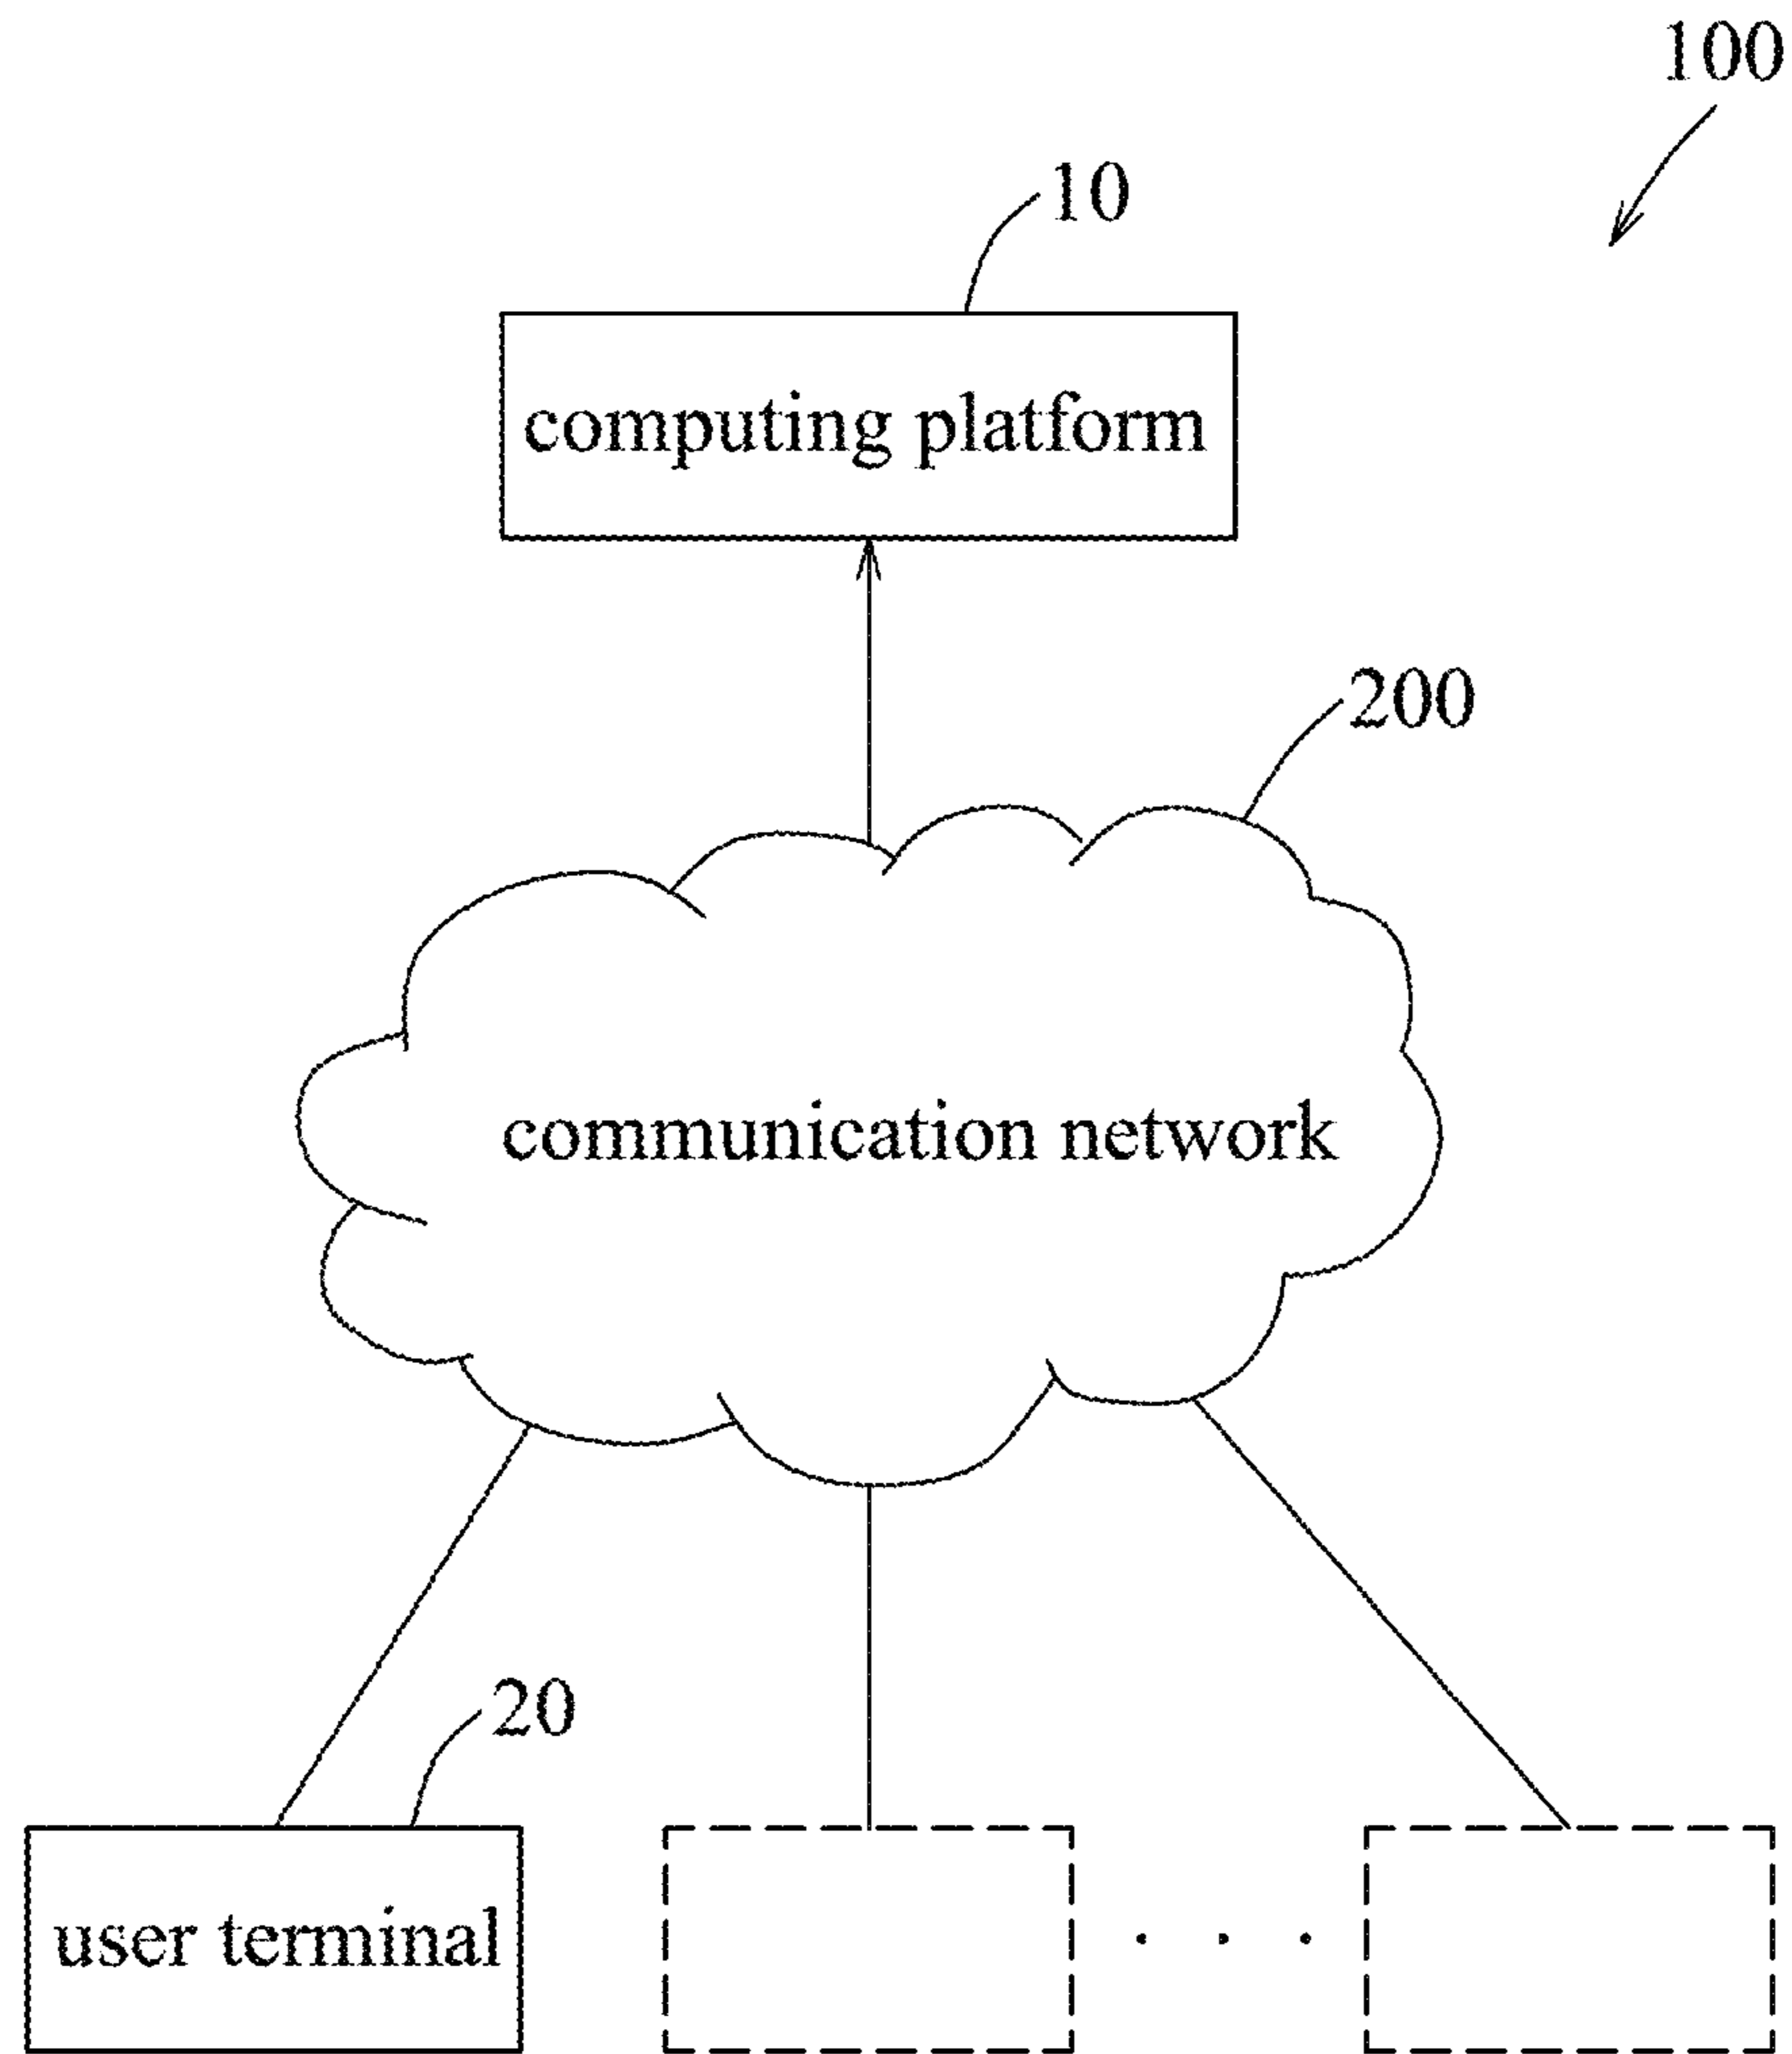 100
10
computing platform
200
communication network
20
user terminal